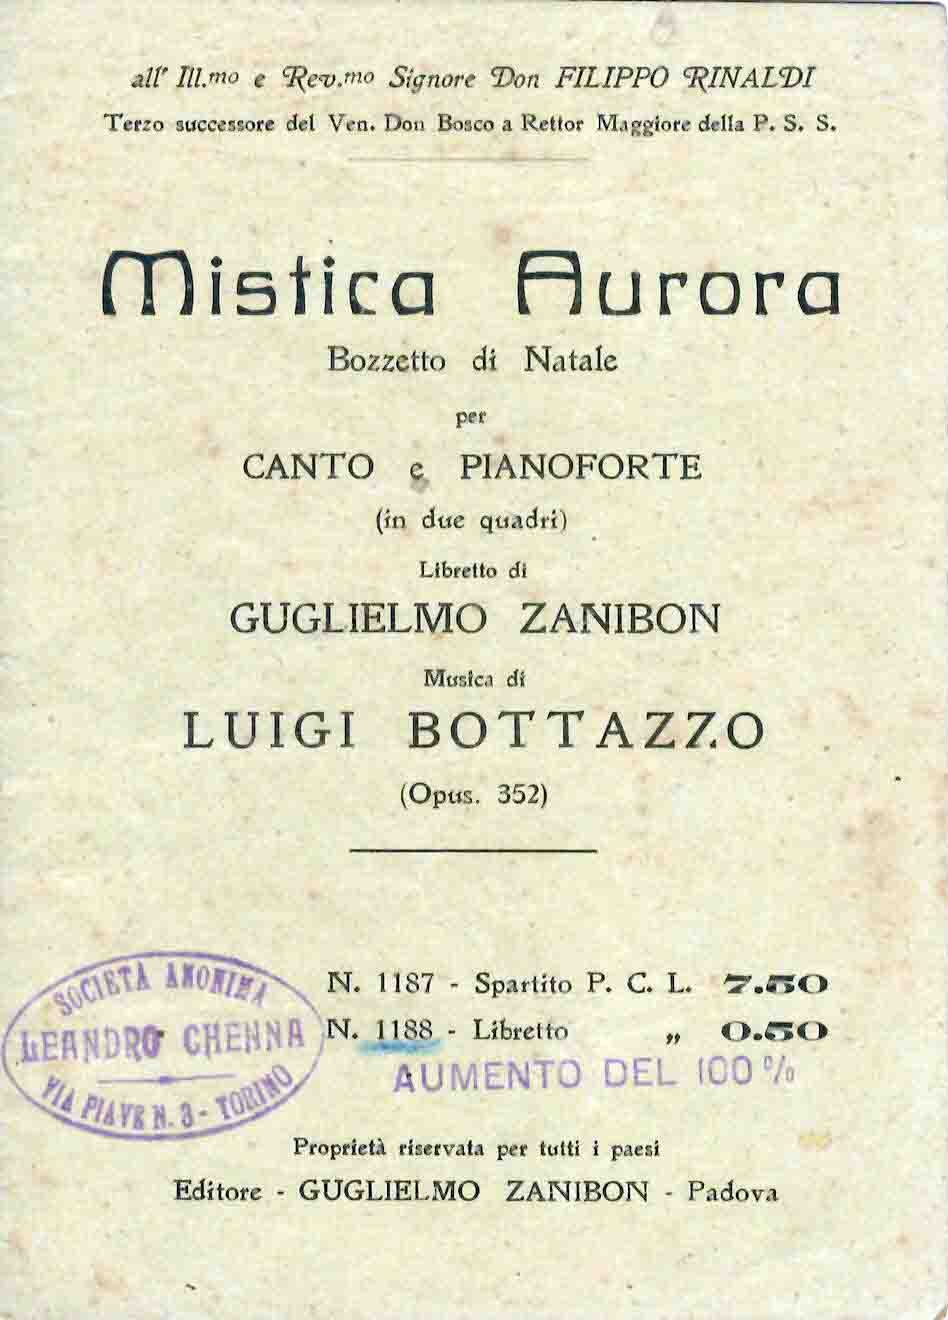 all' Ill.mo e Rev.mo Signore Don FILIPPO RINALDI
Terzo successore del Ven. Don Bosco a Rettor Maggiore della P. S. S.
Mistica Aurora
Bozzetto di Natale
per
CANTO e PIANOFORTE
(in due quadri)
Libretto di
GUGLIELMO ZANIBON
Musica di
LUIGI BOTTAZZO
(Opus. 352)
N. 1187 - Spartito P. C. L. 7.50
N. 1188 - Libretto „ 0.50
AUMENTO DEL 100%
SOCIETÀ ANONIMA
LEANDRO CHENNA
VIA PIAVE N. 3 - TORINO
Proprietà riservata per tutti i paesi
Editore - GUGLIELMO ZANIBON - Padova